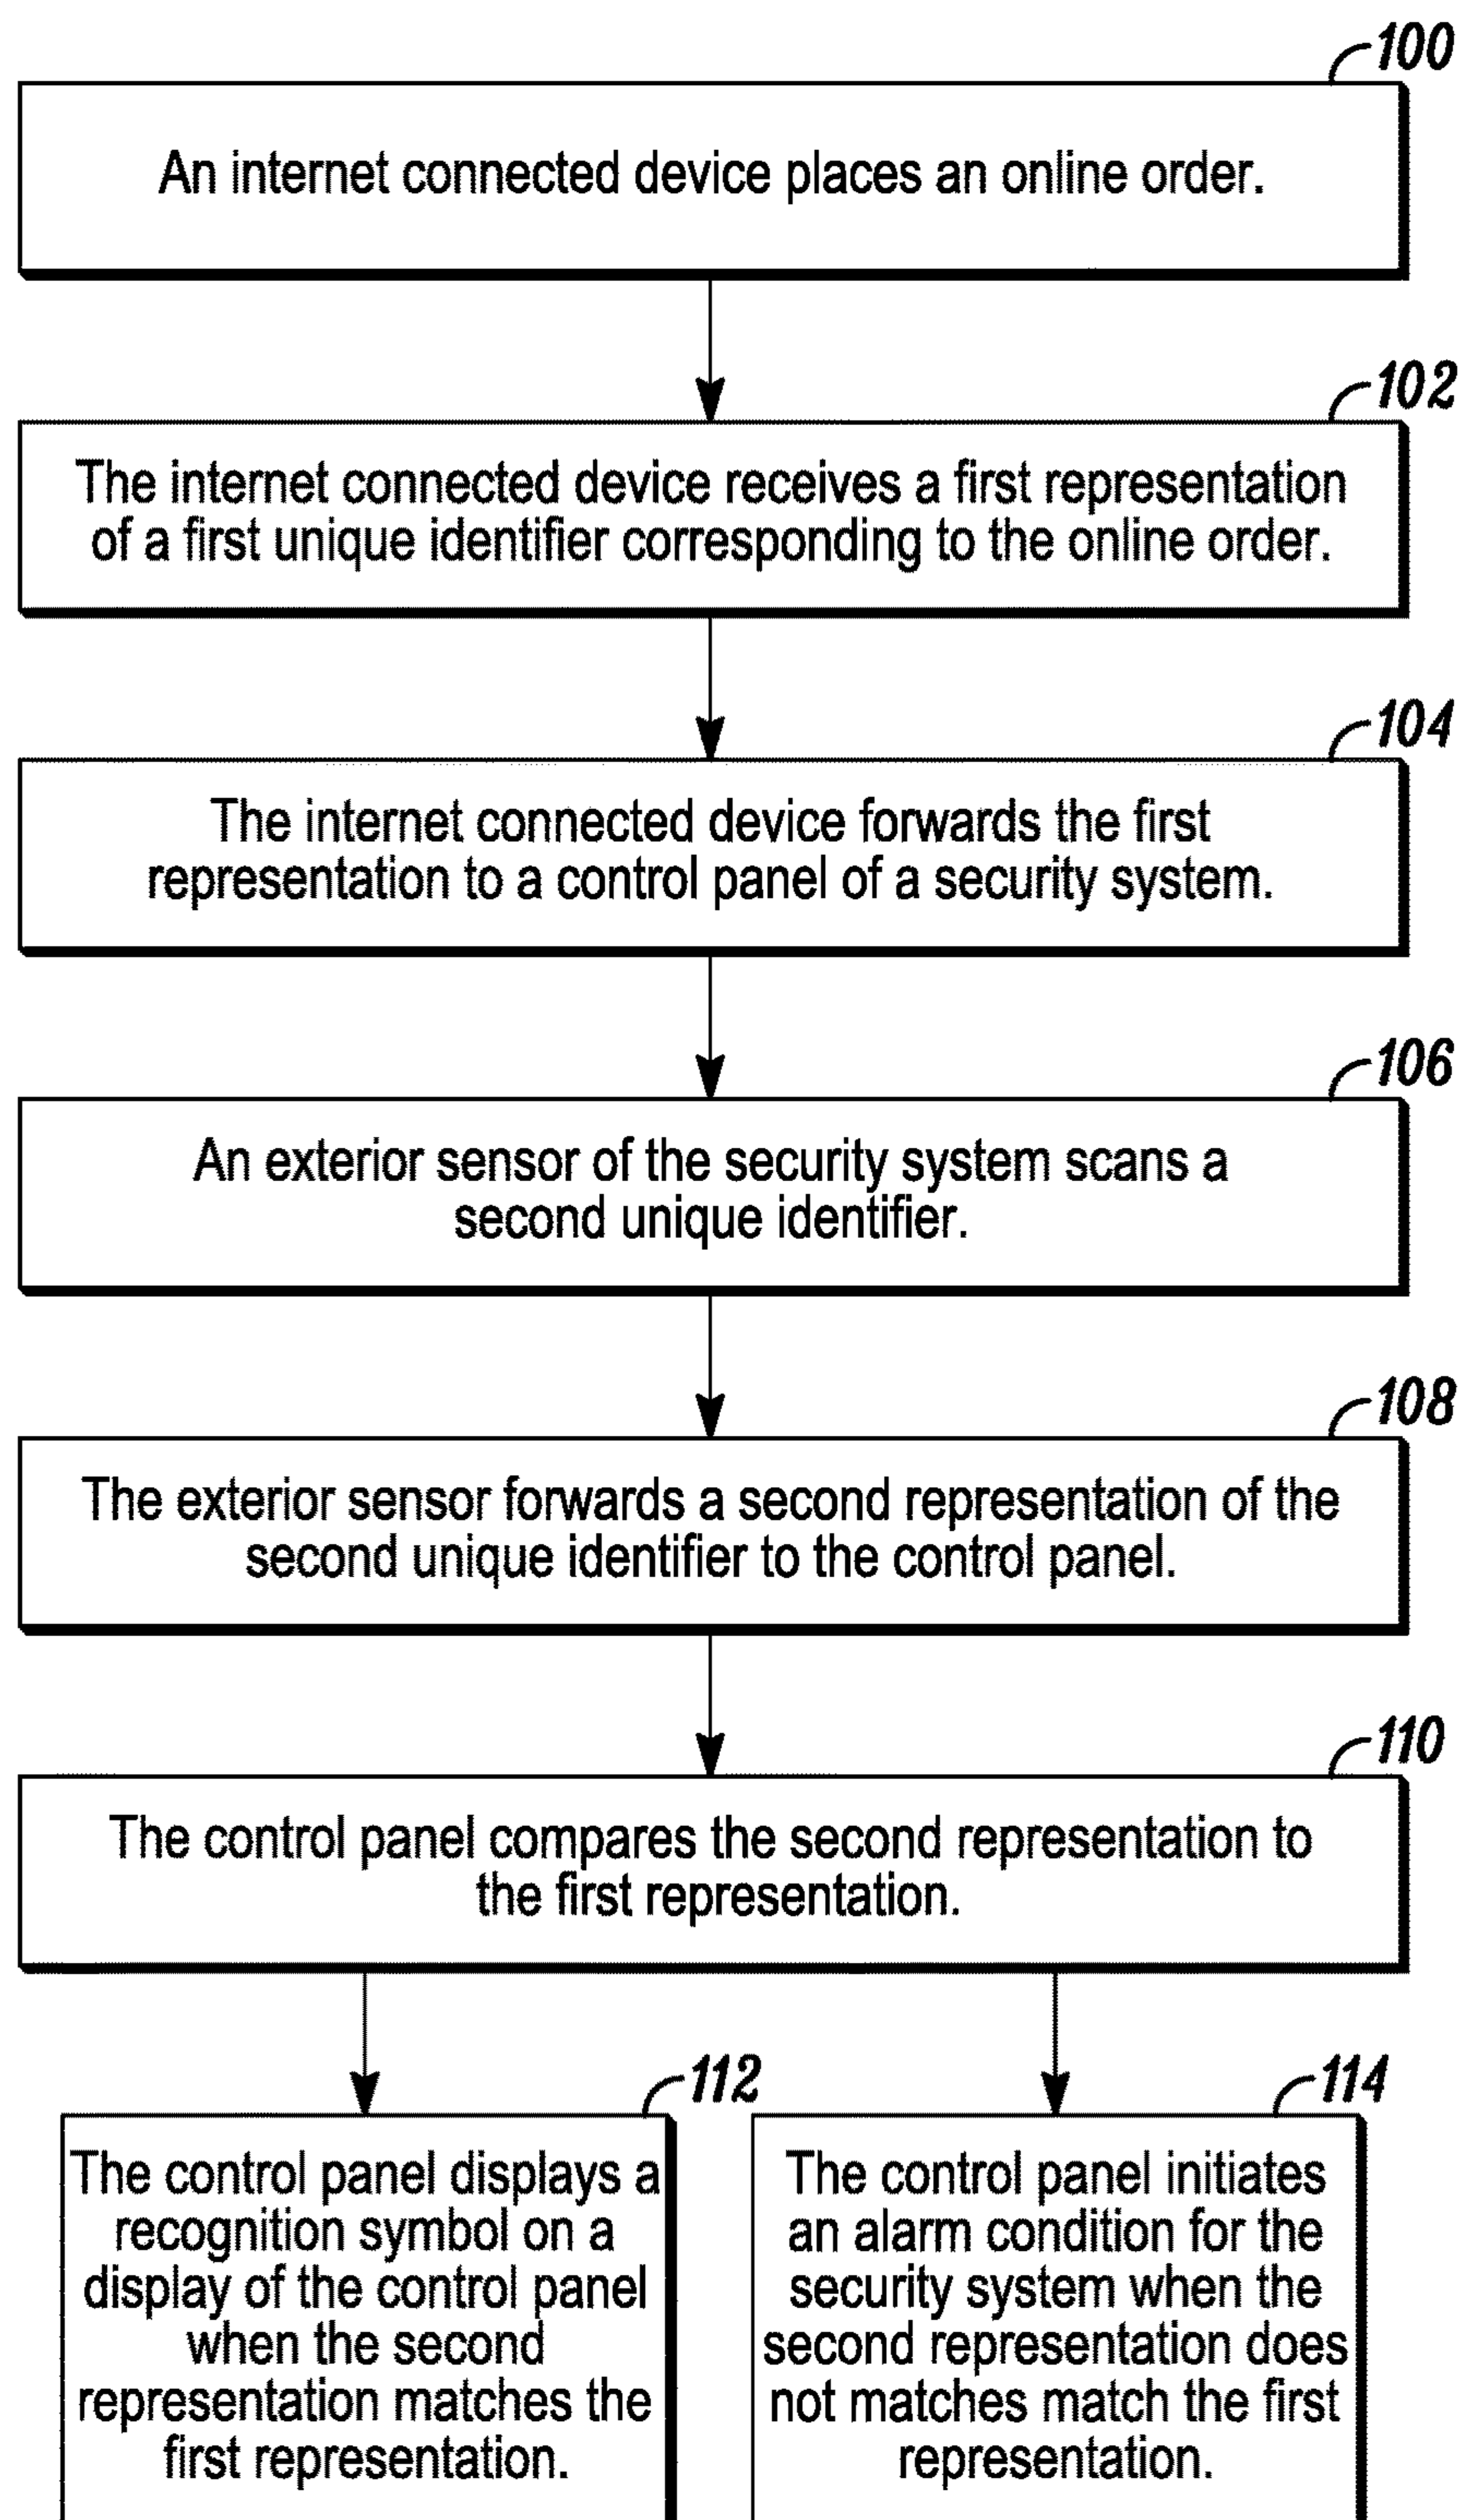 100
An internet connected device places an online order.
102
The internet connected device receives a first representation
of a first unique identifier corresponding to the online order.
104
The internet connected device forwards the first
representation to a control panel of a security system.
106
An exterior sensor of the security system scans a
second unique identifier.
108
The exterior sensor forwards a second representation of the
second unique identifier to the control panel.
110
The control panel compares the second representation to
the first representation.
112
The control panel displays a
recognition symbol on a
display of the control panel
when the second
representation matches the
first representation.
114
The control panel initiates
an alarm condition for the
security system when the
second representation does
not matches match the first
representation.